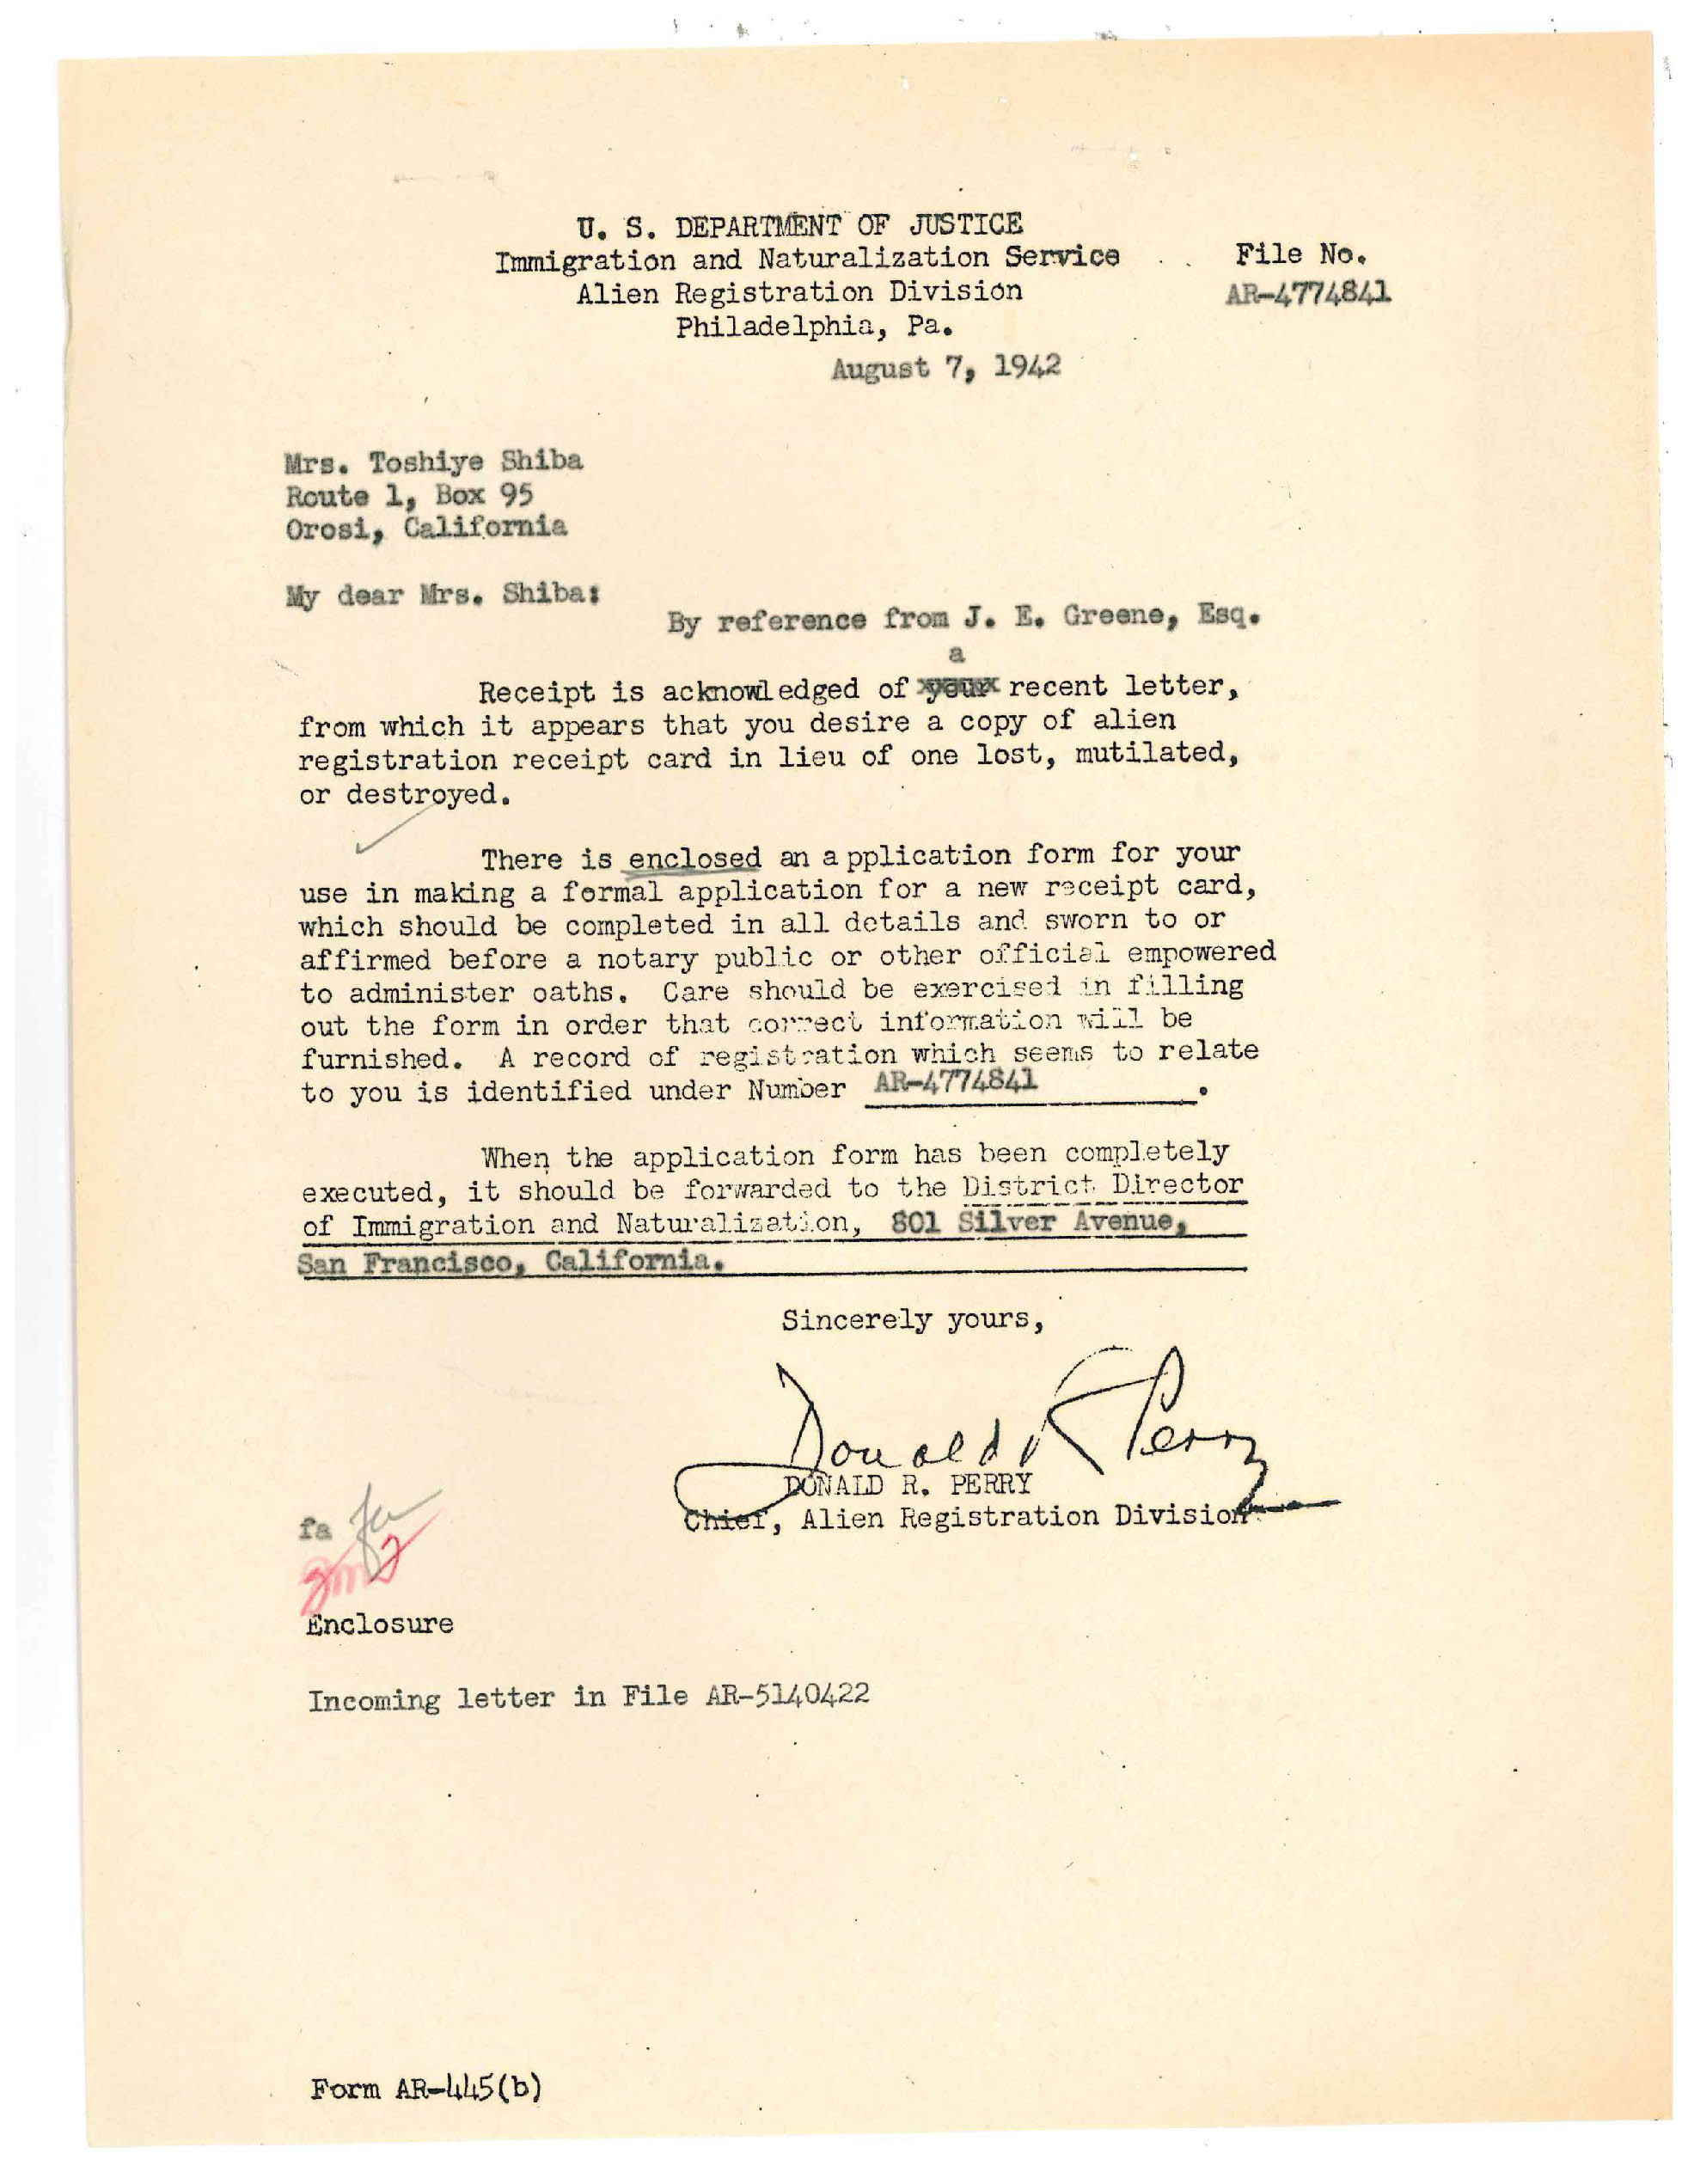 U. S. DEPARTMENT OF JUSTICE
Immigration and Naturalization Service
File No.
Alien Registration Division
AR-4774841
Philadelphia, Pa.
August 7, 1942
Mrs. Toshiye Shiba
Route 1, Box 95
Orosi, California
My dear Mrs. Shiba:
By reference from J. E. Greene, Esq.
a
Receipt is acknowledged of your recent letter,
from which it appears that you desire a copy of alien
registration receipt card in lieu of one lost, mutilated,
or destroyed.
There is enclosed an application form for your
use in making a formal application for a new receipt card,
which should be completed in all details and sworn to or
affirmed before a notary public or other official empowered
to administer oaths. Care should be exercised in filling
out the form in order that correct information will be
furnished. A record of registration which seems to relate
to you is identified under Number AR-4774841.
When the application form has been completely
executed, it should be forwarded to the District Director
of Immigration and Naturalization, 801 Silver Avenue,
San Francisco, California.
Sincerely yours,
Donald R Perry
DONALD R. PERRY
Chief, Alien Registration Division
fa
Enclosure
Incoming letter in File AR-5140422
Form AR-445(b)